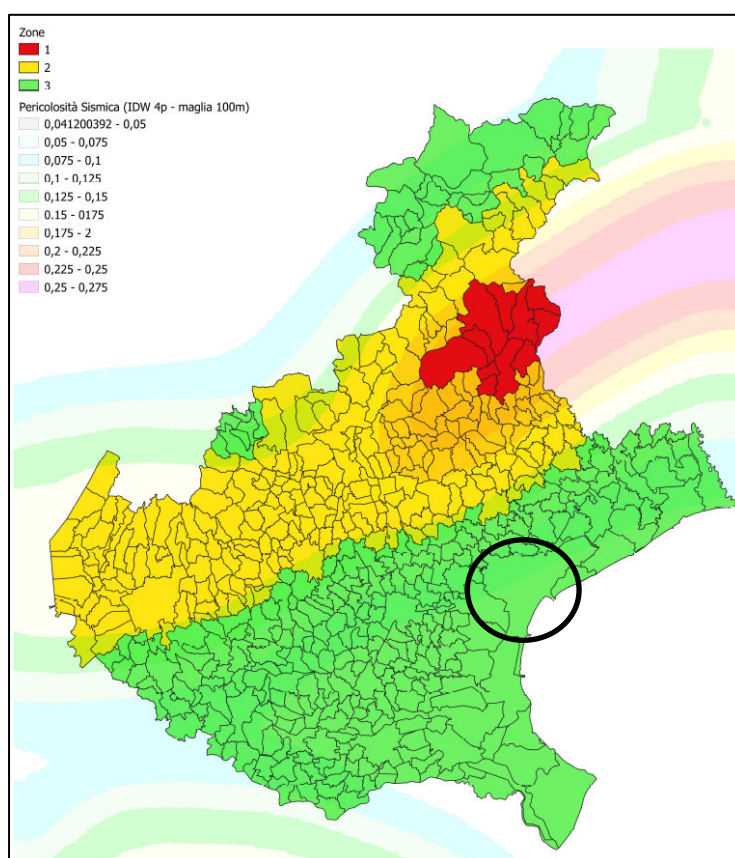 Zone
1
2
3
Pericolosità Sismica (IDW 4p - maglia 100m)
0,041200392 - 0,05
0,05 - 0,075
0,075 - 0,1
0,1 - 0,125
0,125 - 0,15
0.15 - 0175
0,175 - 2
0,2 - 0,225
0,225 - 0,25
0,25 - 0,275